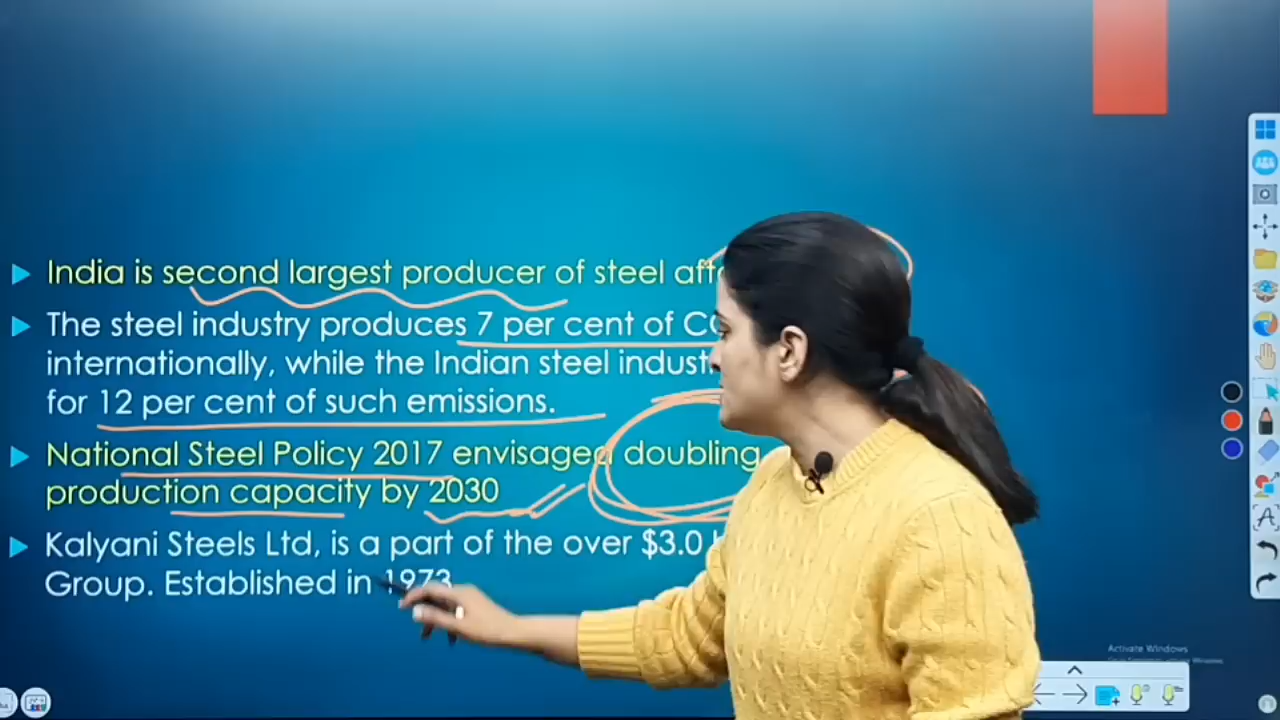 India is second largest producer of steel
The steel industry produces 7 per cent of
internationally, while the Indian steel
for 12 per cent of such emissions.
National Steel Policy 2017 envisaged doubling
production capacity by 2030
Kalyani Steels Ltd, is a part of the over $3.0
Group. Established in 1973
Activate Windows